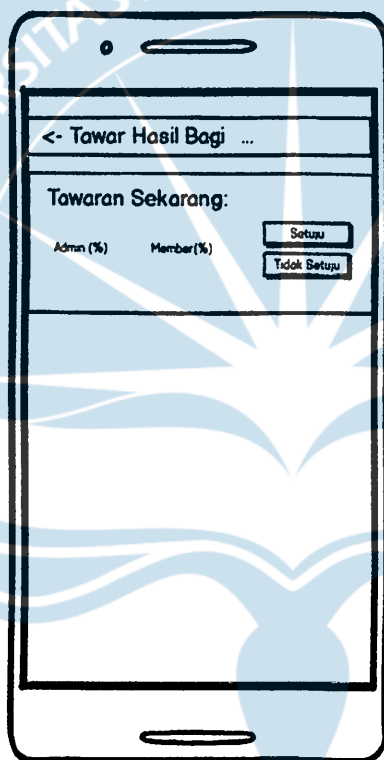 <- Tawar Hasil Bagi ...
Tawaran Sekarang:
Admin (%) Member(%)
Setuju
Tidak Setuju